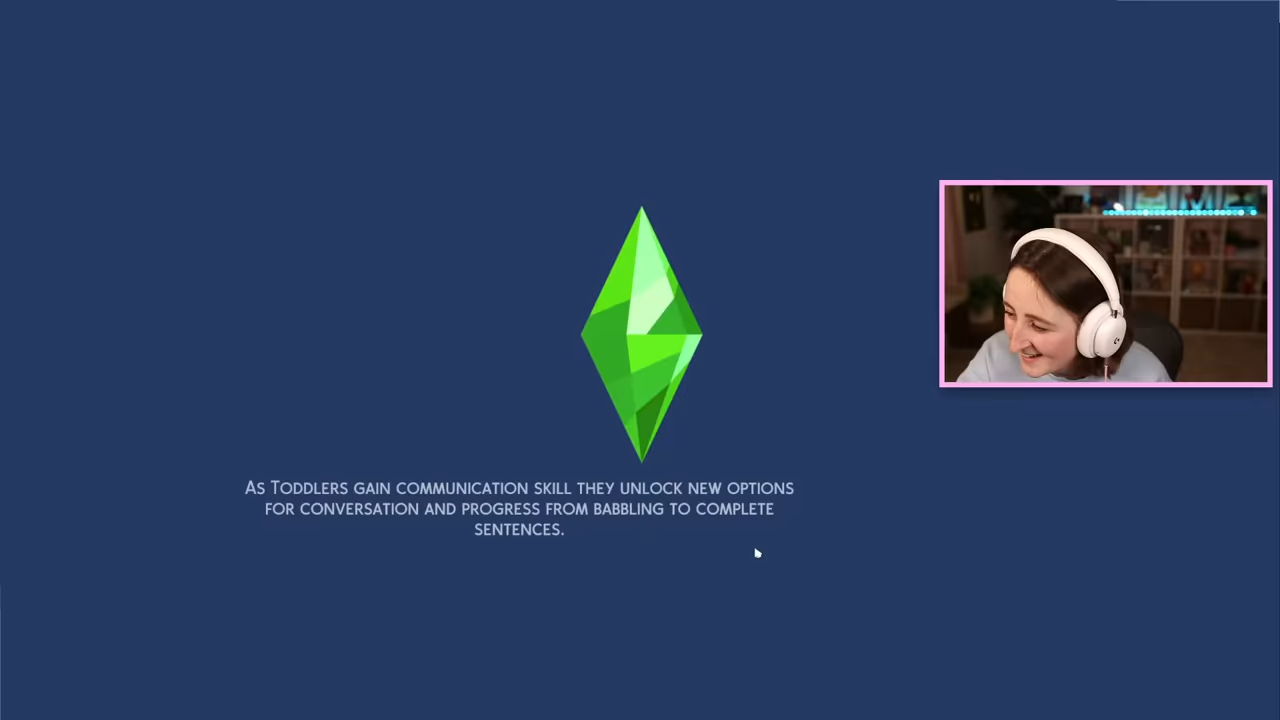 As Toddlers gain communication skill they unlock new options
for conversation and progress from babbling to complete
sentences.